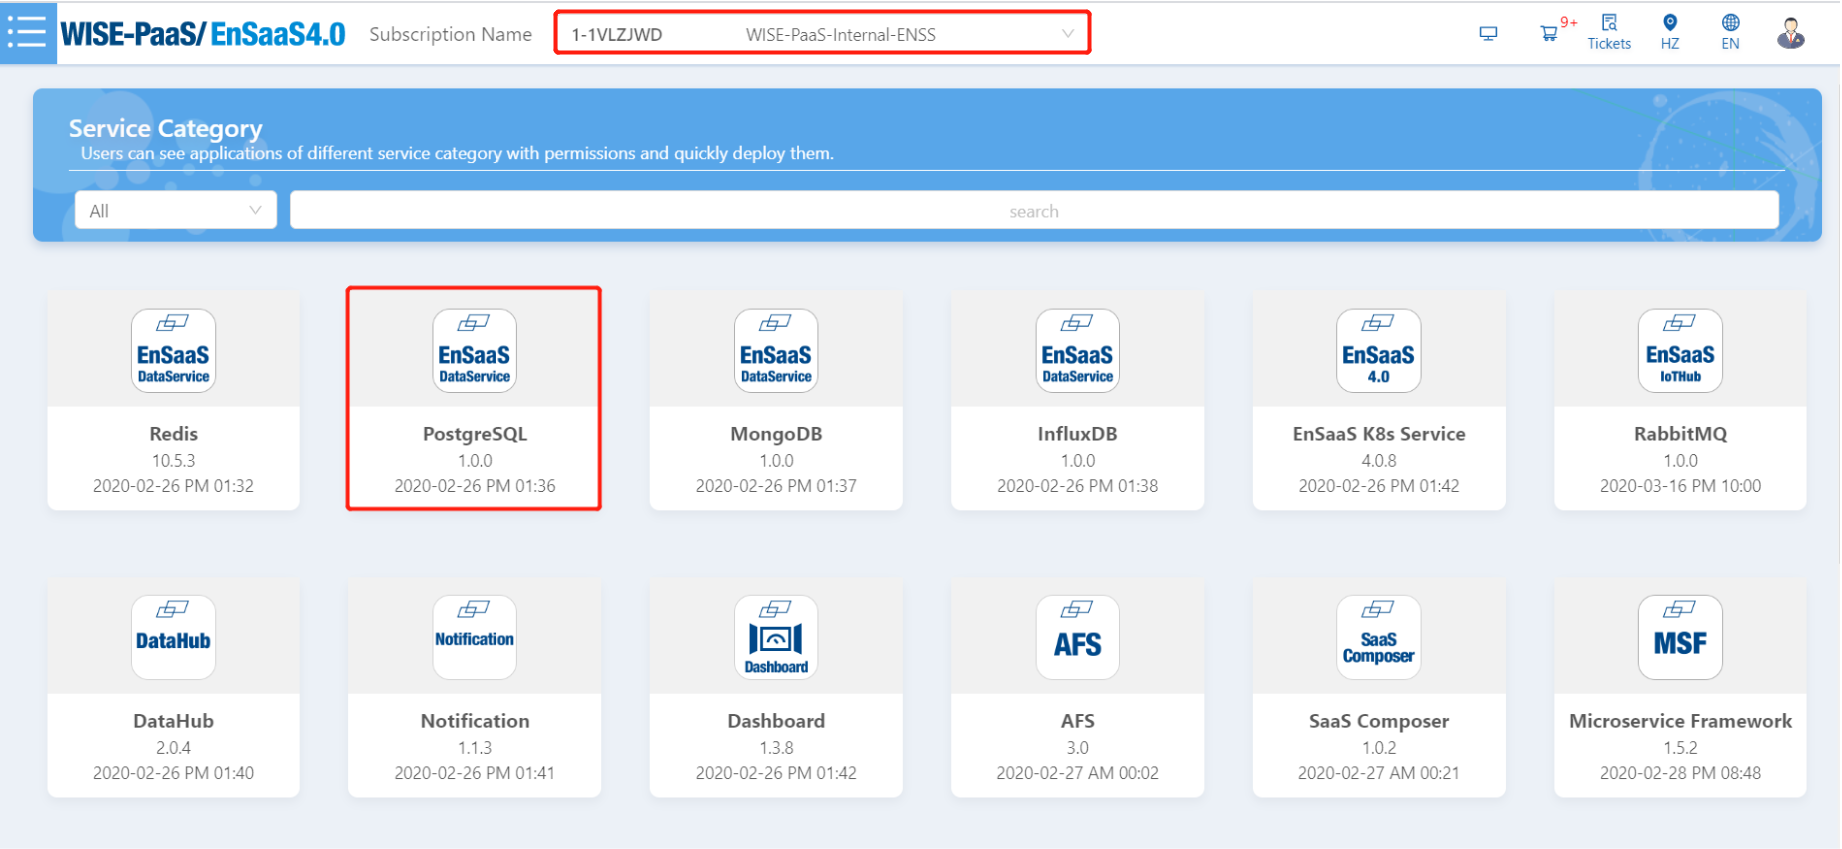 WISE-PaaS/ EnSaaS4.0 Subscription Name 1-1VLZJWD WISE-PaaS-Internal-ENSS 9+ Tickets HZ EN
Service Category
Users can see applications of different service category with permissions and quickly deploy them.
All search
EnSaaS EnSaaS EnSaaS EnSaaS EnSaaS EnSaaS
DataService DataService DataService DataService 4.0 IoTHub
Redis PostgreSQL MongoDB InfluxDB EnSaaS K8s Service RabbitMQ
10.5.3 1.0.0 1.0.0 1.0.0 4.0.8 1.0.0
2020-02-26 PM 01:32 2020-02-26 PM 01:36 2020-02-26 PM 01:37 2020-02-26 PM 01:38 2020-02-26 PM 01:42 2020-03-16 PM 10:00
DataHub Notification Dashboard AFS SaaS Composer MSF
DataHub Notification Dashboard AFS SaaS Composer Microservice Framework
2.0.4 1.1.3 1.3.8 3.0 1.0.2 1.5.2
2020-02-26 PM 01:40 2020-02-26 PM 01:41 2020-02-26 PM 01:42 2020-02-27 AM 00:02 2020-02-27 AM 00:21 2020-02-28 PM 08:48